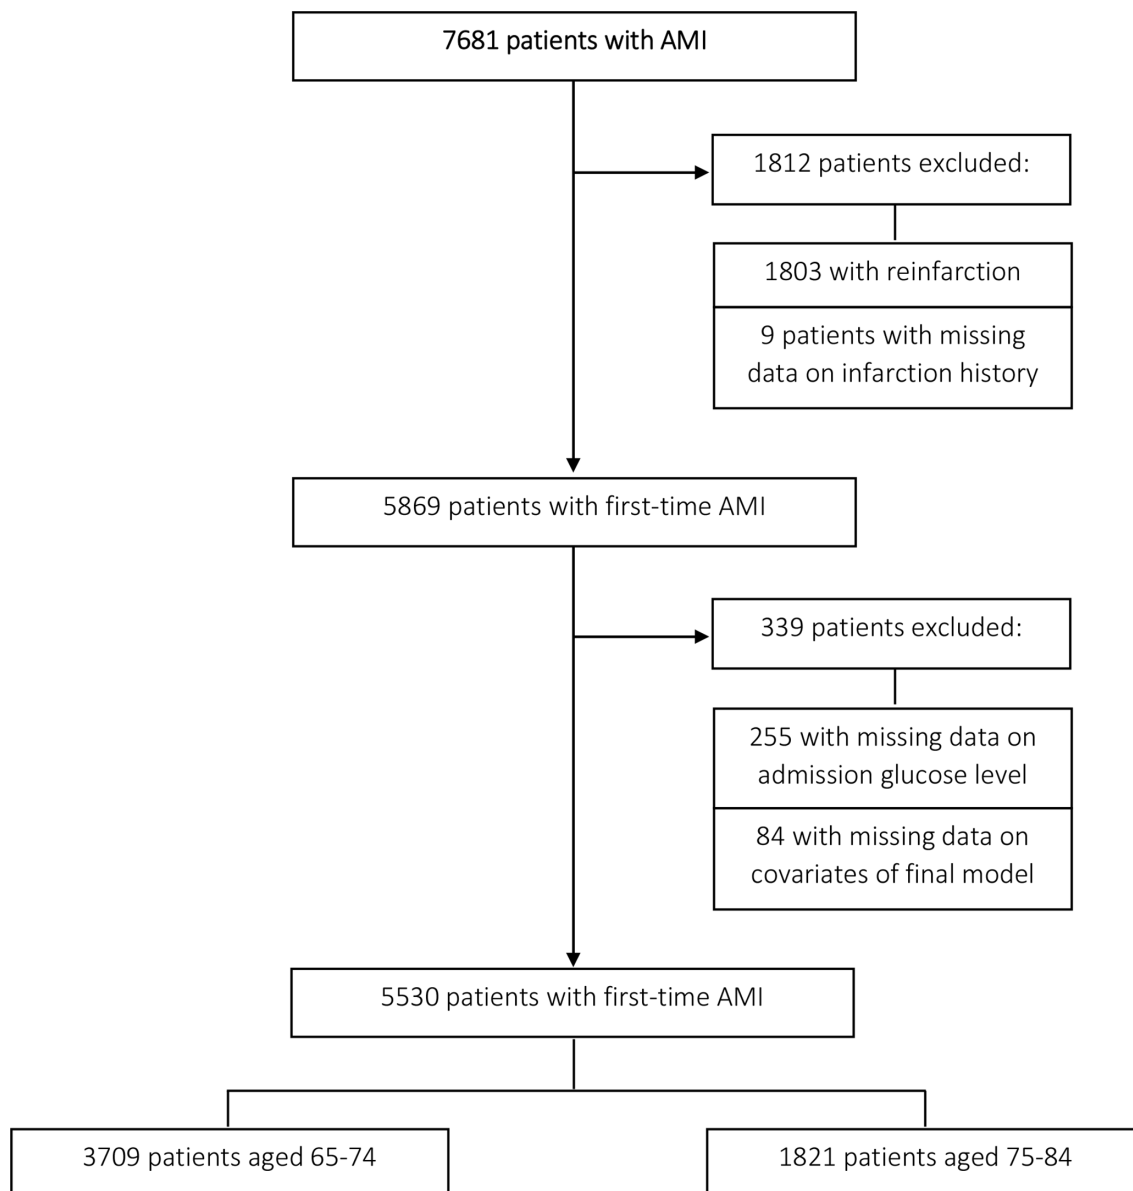 7681 patients with AMI
1812 patients excluded:
1803 with reinfarction
9 patients with missing
data on infarction history
5869 patients with first-time AMI
339 patients excluded:
255 with missing data on
admission glucose level
84 with missing data on
covariates of final model
5530 patients with first-time AMI
3709 patients aged 65-74
1821 patients aged 75-84